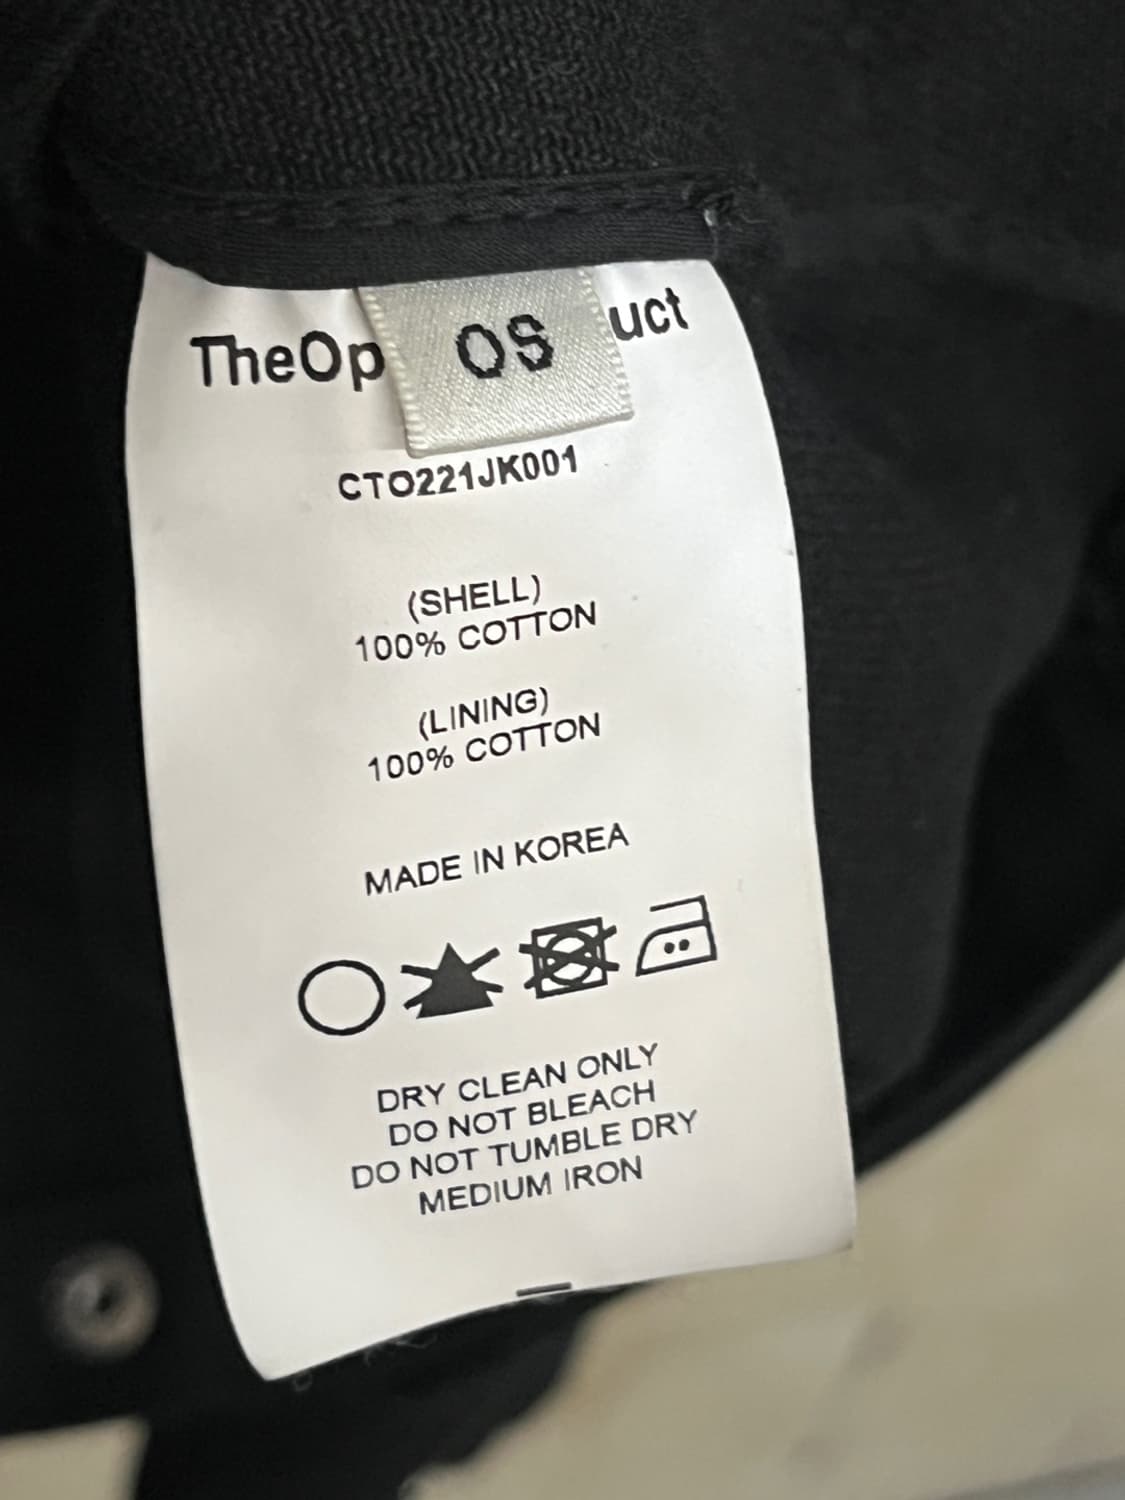 TheOp uct
OS
CTO221JK001
(SHELL)
100% COTTON
(LINING)
100% COTTON
MADE IN KOREA
DRY CLEAN ONLY
DO NOT BLEACH
DO NOT TUMBLE DRY
MEDIUM IRON